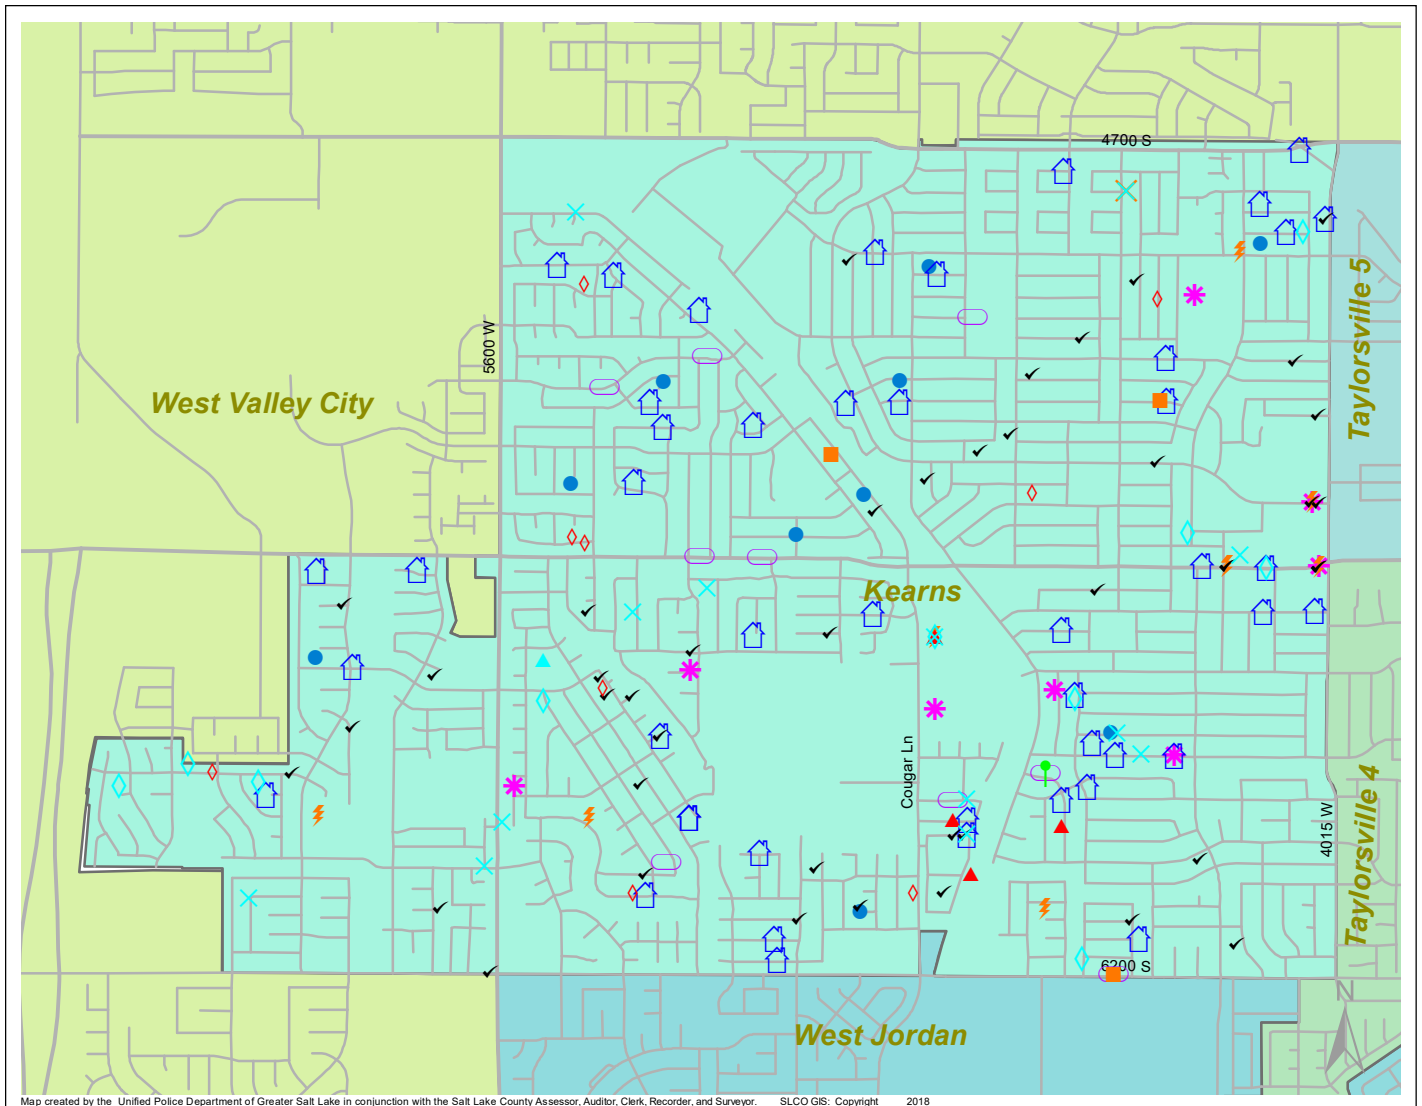 4700 S
Taylorsville 5
5600 W
West Valley City
Kearns
Cougar Ln
Taylorsville 4
4015 W
6200 S
West Jordan
Map created by the Unified Police Department of Greater Salt Lake in conjunction with the Salt Lake County Assessor, Auditor, Clerk, Recorder, and Surveyor. SLCO GIS: Copyright 2018